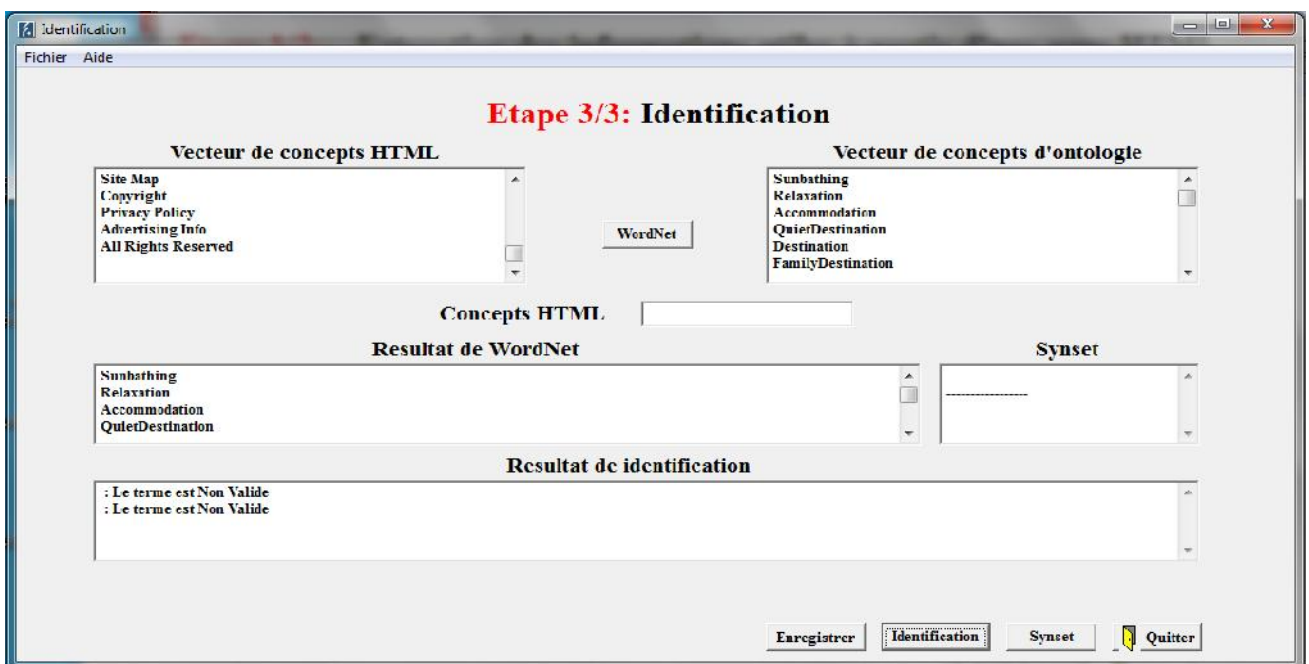 Identification
Fichier Aide
Etape 3/3: Identification
Vecteur de concepts HTML
Vecteur de concepts d'ontologie
Site Map
Copyright
Privacy Policy
Advertising Info
All Rights Reserved
WordNet
Sunbathing
Relaxation
Accommodation
QuietDestination
Destination
FamilyDestination
Concepts HTML
Resultat de WordNet
Synset
Sunbathing
Relaxation
Accommodation
QuietDestination
-----------------
Resultat de identification
: Le terme est Non Valide
: Le terme est Non Valide
Enregistrer Identification Synset Quitter